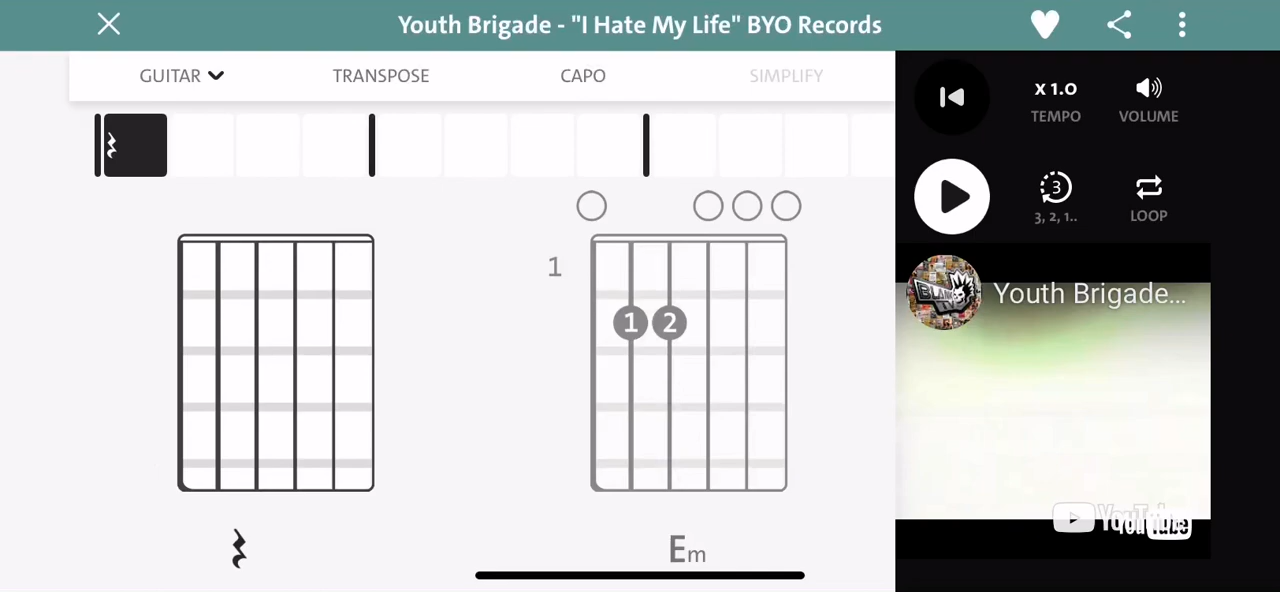 Youth Brigade - "I Hate My Life" BYO Records
GUITAR
TRANSPOSE
CAPO
SIMPLIFY
x 1.0
TEMPO
VOLUME
3
3, 2, 1..
LOOP
1
1 2
Em
Youth Brigade...
YouTube
YouTube